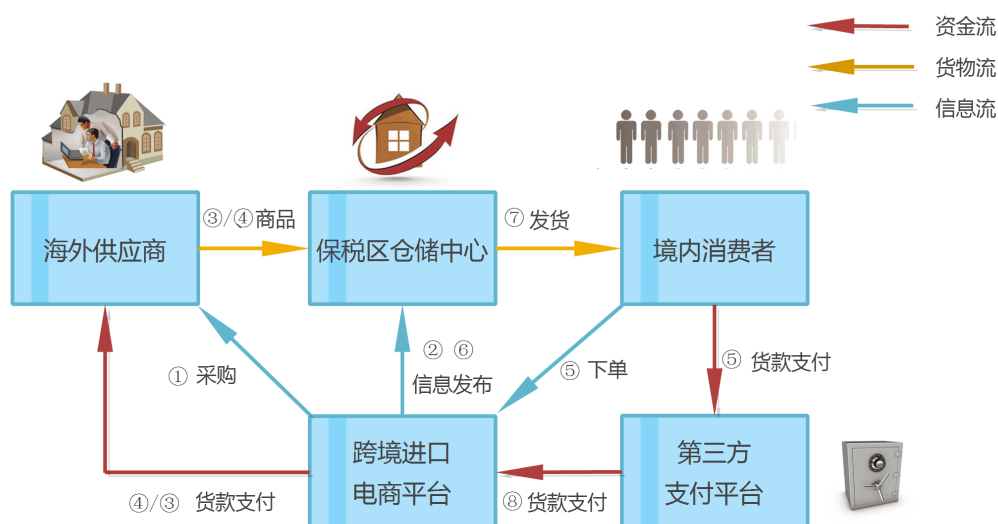 资金流
货物流
信息流
③/④商品
⑦ 发货
海外供应商
保税区仓储中心
境内消费者
① 采购
② ⑥
信息发布
⑤ 下单
⑤ 货款支付
跨境进口
电商平台
第三方
支付平台
④/③ 货款支付
⑧ 货款支付